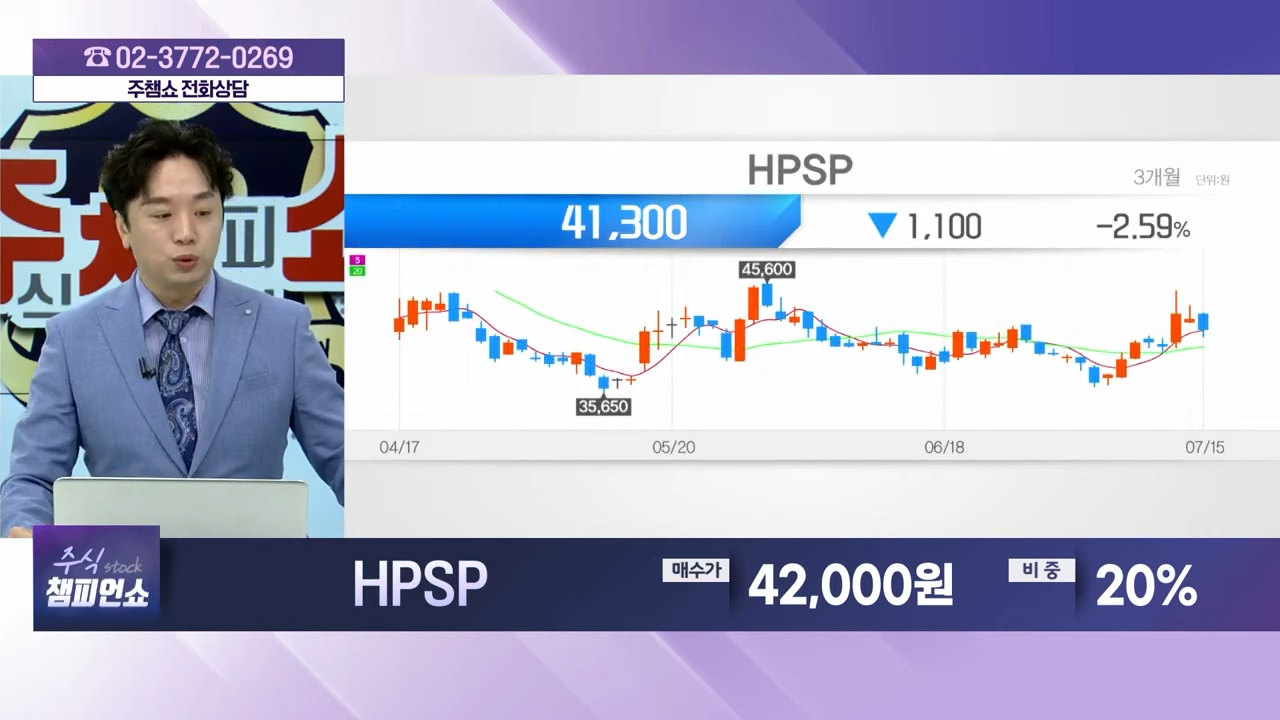 ☎02-3772-0269
주챔쇼 전화상담
피
식
HPSP
3개월 단위:원
41,300 ▼1,100 -2.59%
5
20
45,600
35,650
04/17 05/20 06/18 07/15
주식 stock
챔피언쇼
HPSP 매수가 42,000원 비중 20%